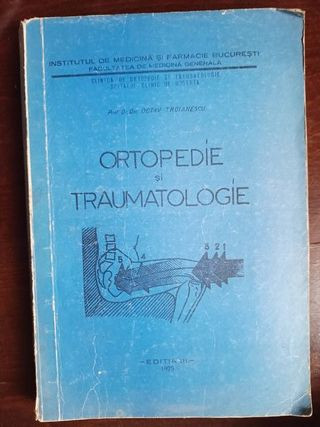 INSTITUTUL DE MEDICINĂ ȘI FARMACIE BUCUREȘTI
FACULTATEA DE MEDICINĂ GENERALĂ
CLINICA DE ORTOPEDIE ȘI TRAUMATOLOGIE
SPITALUL CLINIC DE URGENȚĂ
Prof. D. Doc. OCTAV TROIANESCU
ORTOPEDIE
și
TRAUMATOLOGIE
5 4 3 2 1
— EDIȚIA III —